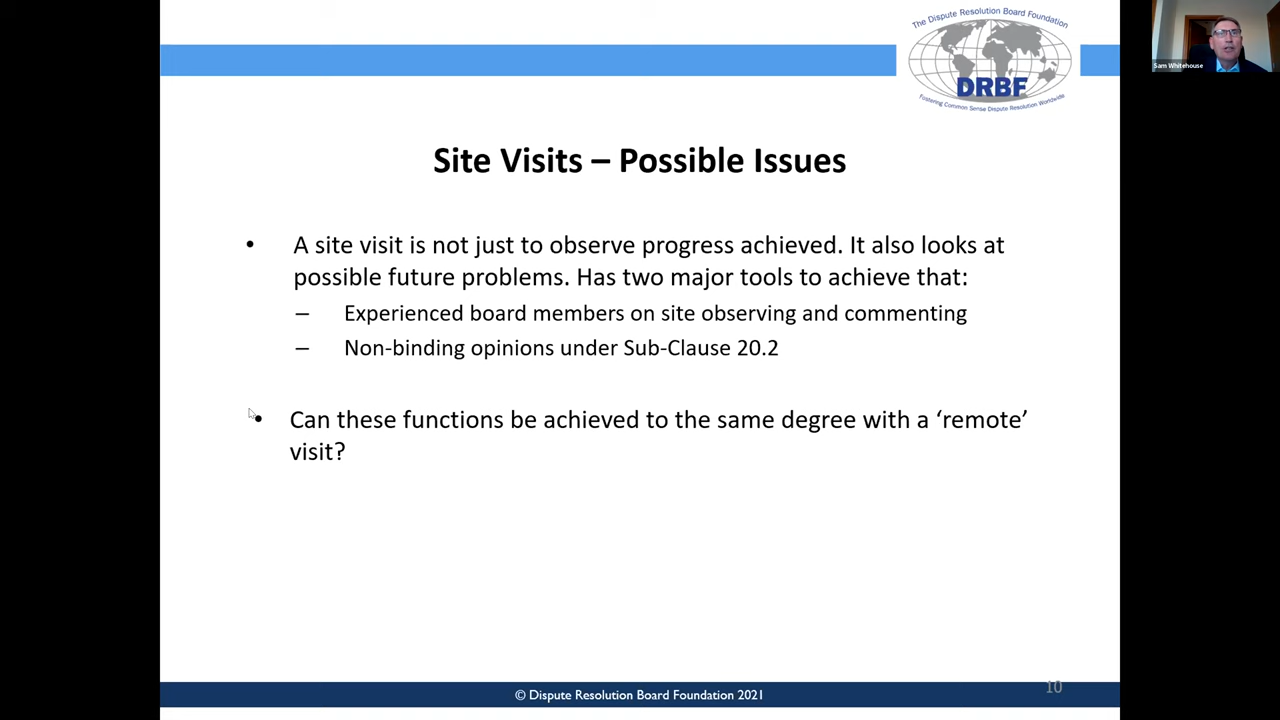 The Dispute Resolution Board Foundation
DRBF
Fostering Common Sense Dispute Resolution Worldwide
Sam Whitehouse
Site Visits – Possible Issues
• A site visit is not just to observe progress achieved. It also looks at
possible future problems. Has two major tools to achieve that:
– Experienced board members on site observing and commenting
– Non-binding opinions under Sub-Clause 20.2
• Can these functions be achieved to the same degree with a ‘remote’
visit?
© Dispute Resolution Board Foundation 2021
10